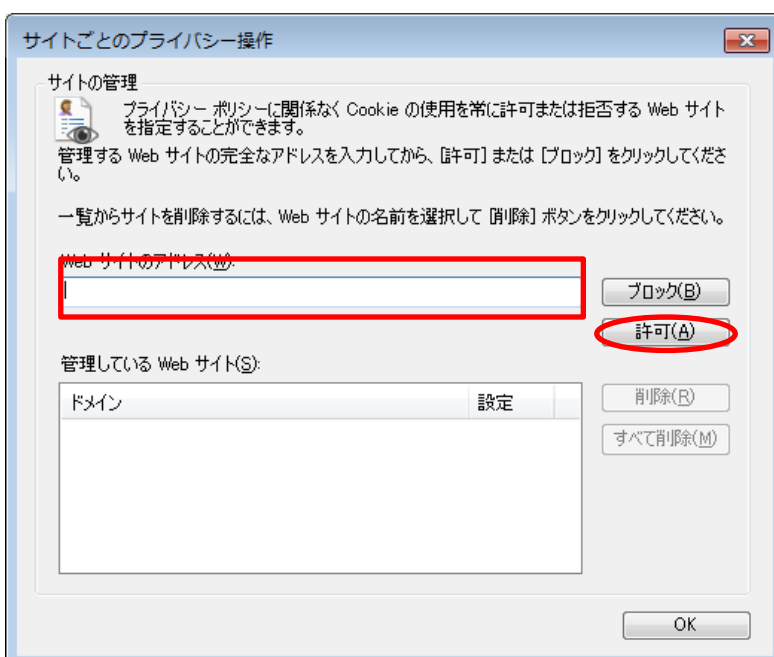 サイトごとのプライバシー操作
サイトの管理
プライバシー ポリシーに関係なく Cookie の使用を常に許可または拒否する Web サイト
を指定することができます。
管理する Web サイトの完全なアドレスを入力してから、[許可] または [ブロック] をクリックしてくださ
い。
一覧からサイトを削除するには、Web サイトの名前を選択して [削除] ボタンをクリックしてください。
Web サイトのアドレス(W):
ブロック(B)
許可(A)
管理している Web サイト(S):
ドメイン 設定
削除(R)
すべて削除(M)
OK